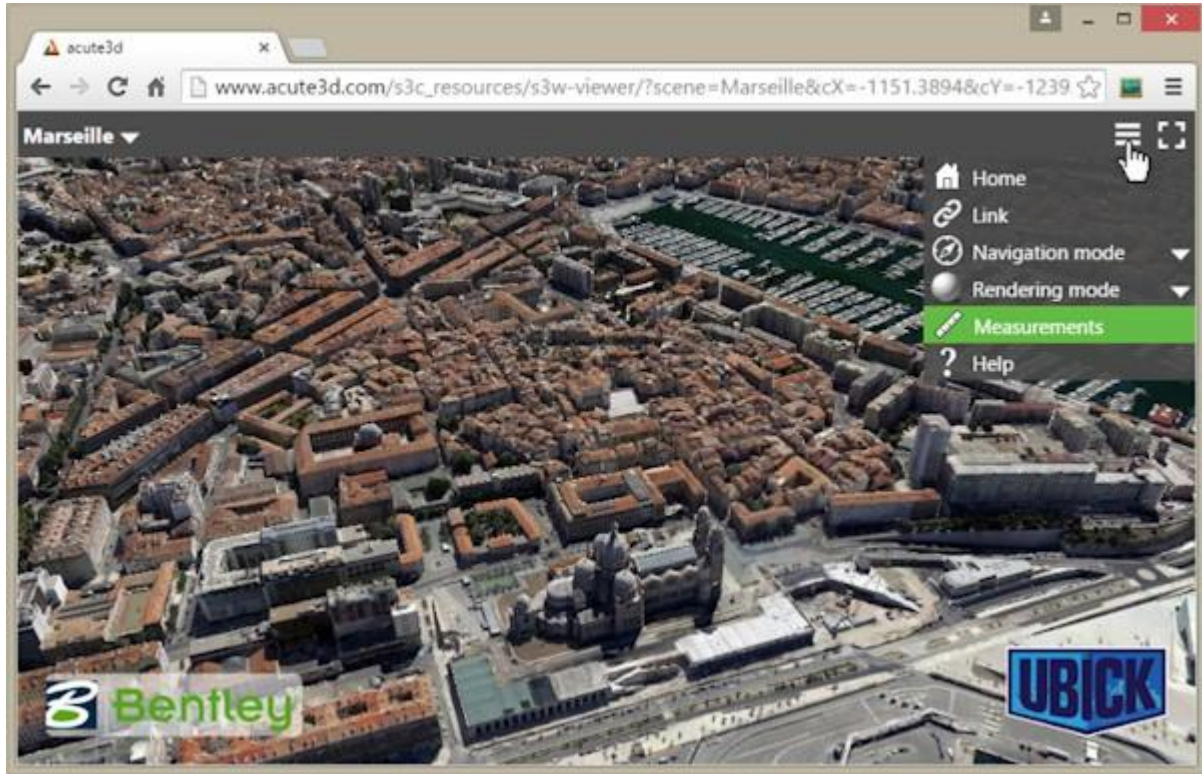 acute3d
www.acute3d.com/s3c_resources/s3w-viewer/?scene=Marseille&cX=-1151.3894&cY=-1239
Marseille
Home
Link
Navigation mode
Rendering mode
Measurements
? Help
B Bentley
UBICK